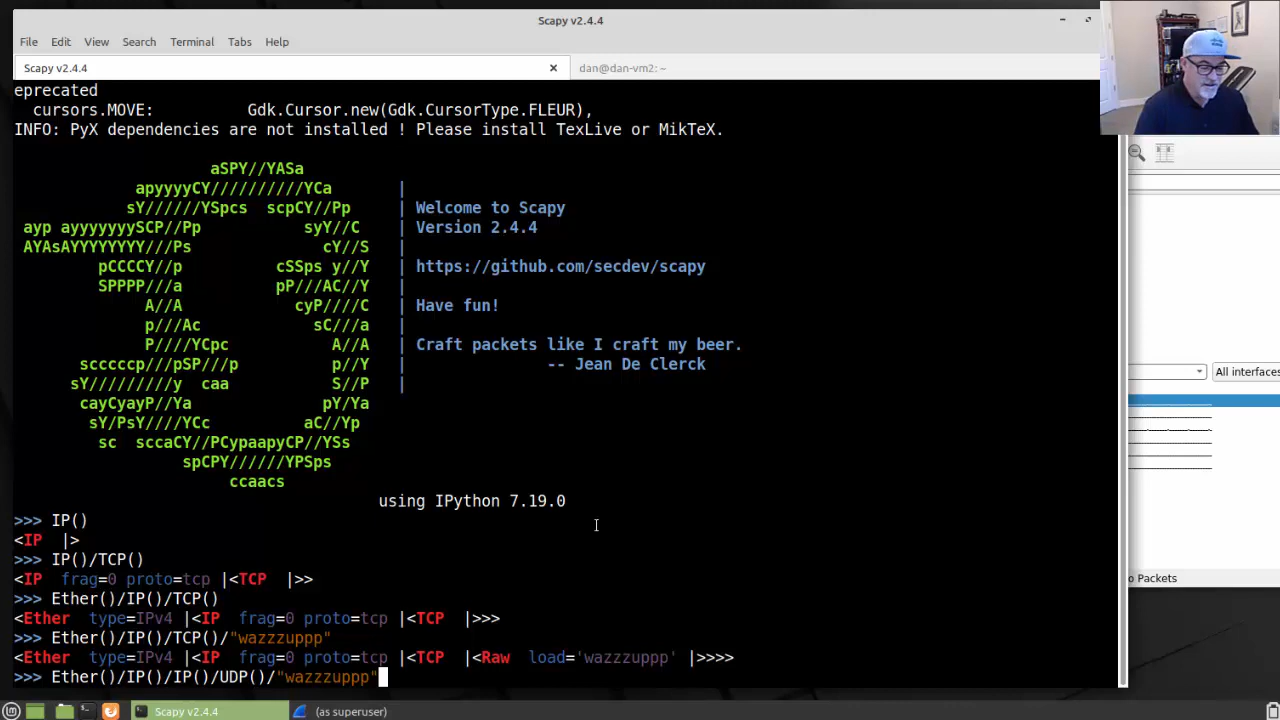 Scapy v2.4.4
File Edit View Search Terminal Tabs Help
Scapy v2.4.4 dan@dan-vm2: ~
eprecated
cursors.MOVE: Gdk.Cursor.new(Gdk.CursorType.FLEUR),
INFO: PyX dependencies are not installed ! Please install TexLive or MikTeX.
aSPY//YASa
apyyyyCY//////////YCa |
sY//////YSpcs scpCY//Pp | Welcome to Scapy
ayp ayyyyyyySCP//Pp syY//C | Version 2.4.4
AYAsAYYYYYYYY///Ps cY//S |
pCCCCY//p cSSps y//Y | https://github.com/secdev/scapy
SPPPP///a pP///AC//Y |
A//A cyP////C | Have fun!
p///Ac sC///a |
P////YCpc A//A | Craft packets like I craft my beer.
scccccp///pSP///p p//Y | -- Jean De Clerck
sY/////////y caa S//P |
cayCyayP//Ya pY/Ya
sY/PsY////YCc aC//Yp
sc sccaCY//PCypaapyCP//YSs
spCPY//////YPSps
ccaacs
using IPython 7.19.0
>>> IP()
<IP |>
>>> IP()/TCP()
<IP frag=0 proto=tcp |<TCP |>>
>>> Ether()/IP()/TCP()
<Ether type=IPv4 |<IP frag=0 proto=tcp |<TCP |>>>
>>> Ether()/IP()/TCP()/"wazzzuppp"
<Ether type=IPv4 |<IP frag=0 proto=tcp |<TCP |<Raw load='wazzzuppp' |>>>>
>>> Ether()/IP()/IP()/UDP()/"wazzzuppp"
All interfaces
o Packets
Scapy v2.4.4 (as superuser)